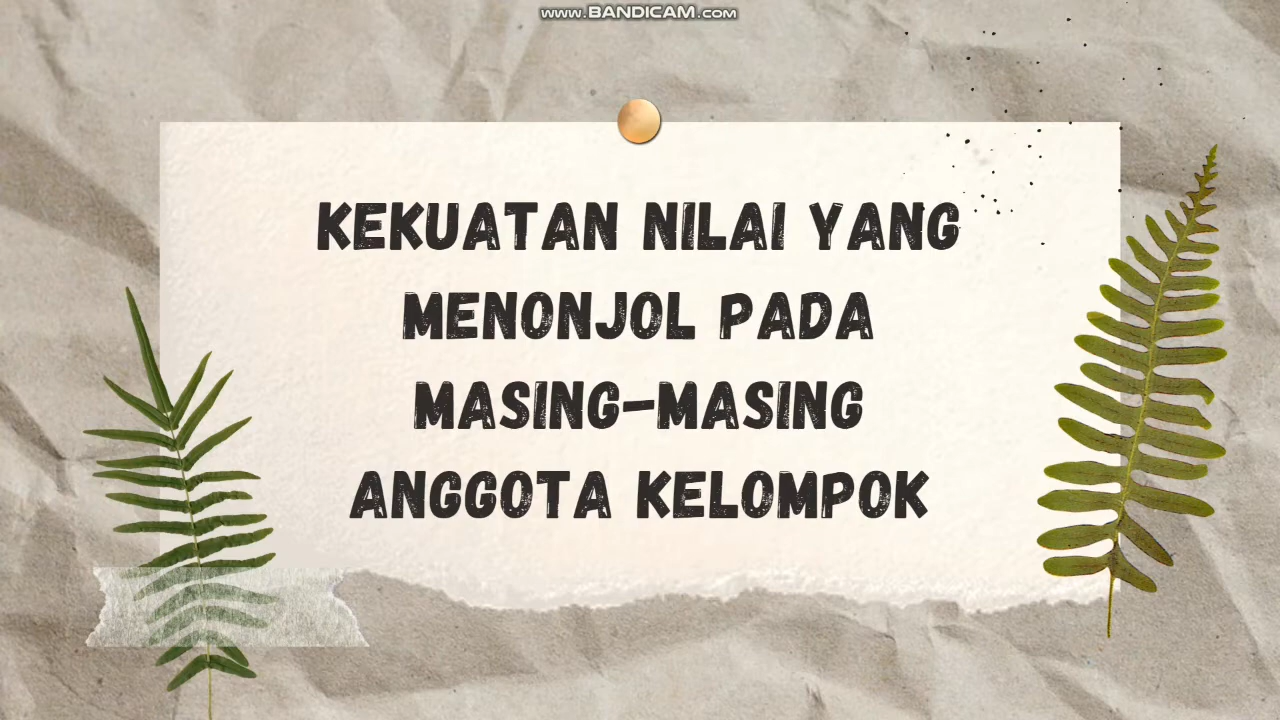 www.BANDICAM.com
KEKUATAN NILAI YANG
MENONJOL PADA
MASING-MASING
ANGGOTA KELOMPOK